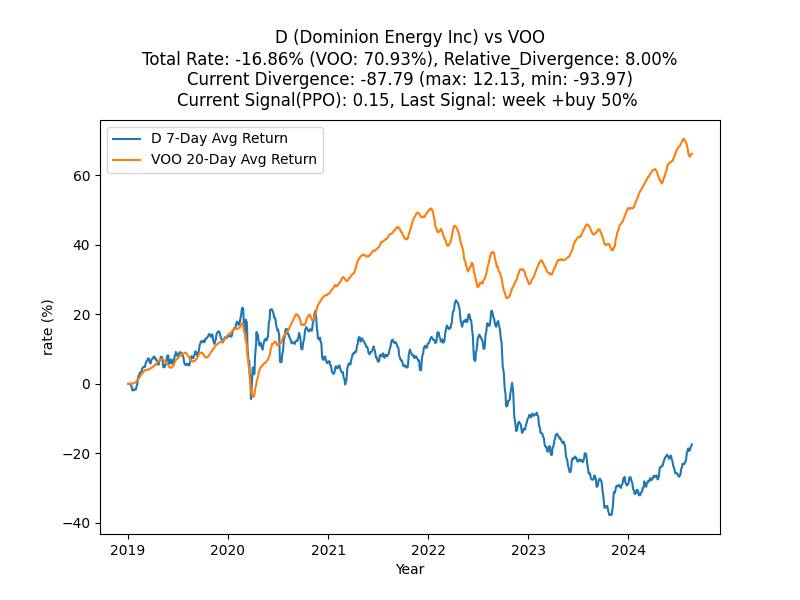 D (Dominion Energy Inc) vs VOO
Total Rate: -16.86% (VOO: 70.93%), Relative_Divergence: 8.00%
Current Divergence: -87.79 (max: 12.13, min: -93.97)
Current Signal(PPO): 0.15, Last Signal: week +buy 50%
D 7-Day Avg Return
VOO 20-Day Avg Return
rate (%)
60
40
20
0
−20
−40
2019 2020 2021 2022 2023 2024
Year